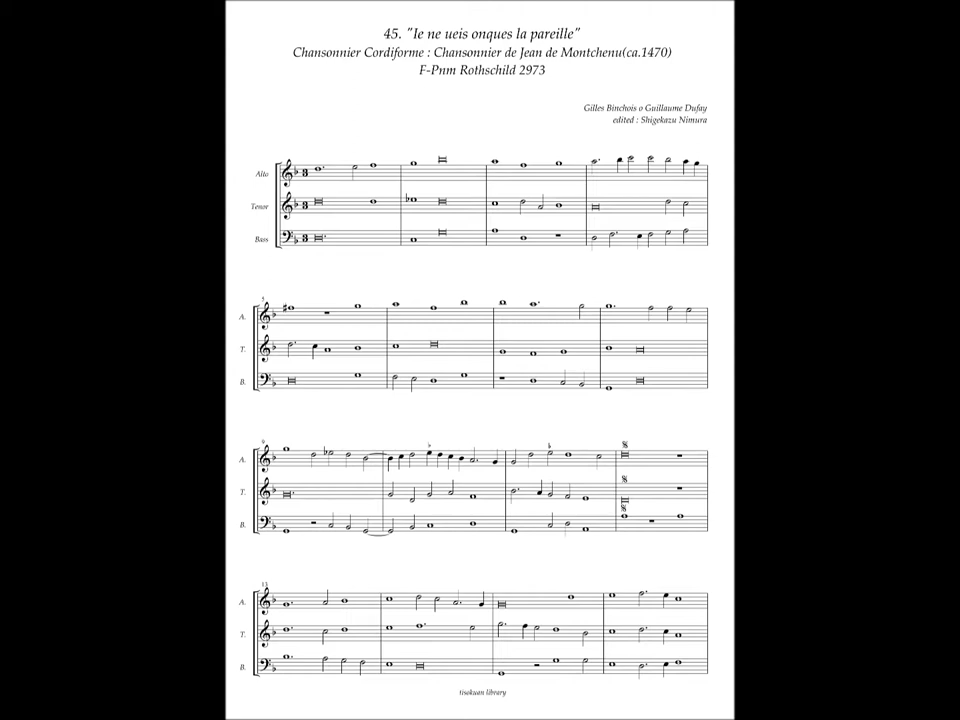 45. "Ie ne ueis onques la pareille"
Chansonnier Cordiforme : Chansonnier de Jean de Montchenu(ca.1470)
F-Pnm Rothschild 2973
Gilles Binchois o Guillaume Dufay
edited : Shigekazu Nimura
Alto
Tenor
Bass
5
A.
T.
B.
9
A.
T.
B.
13
A.
T.
B.
tisokuan library